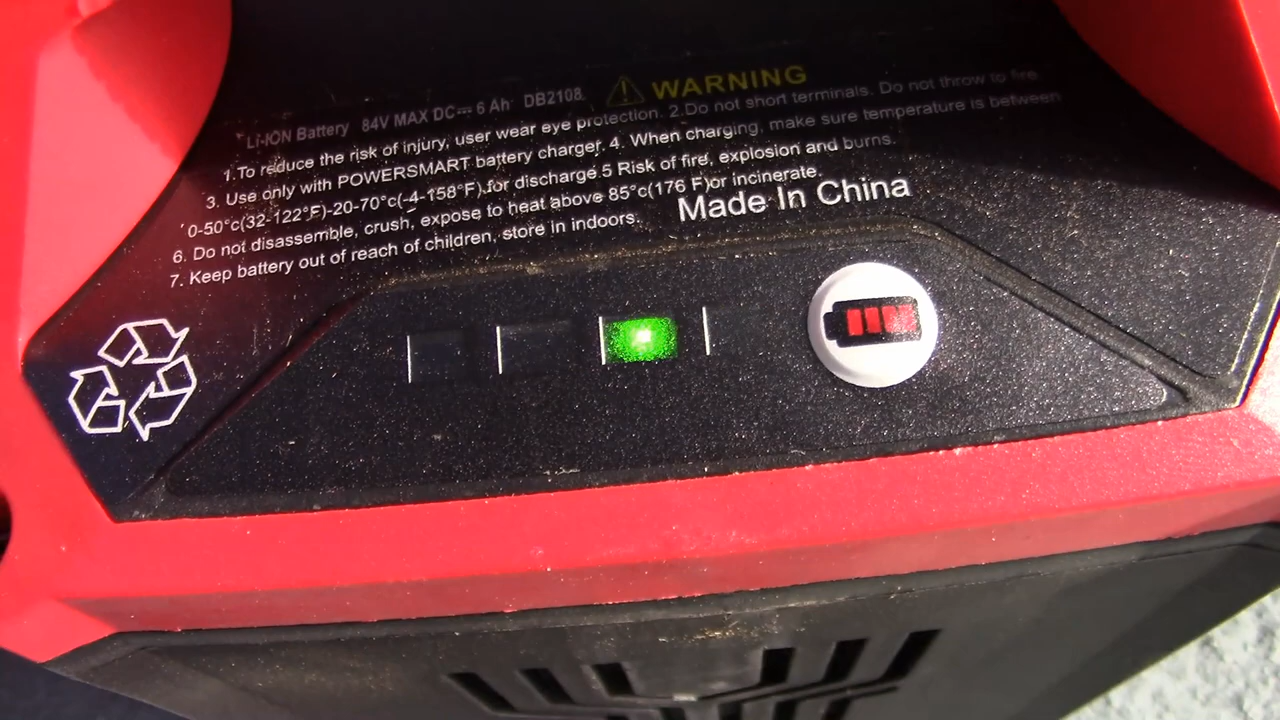 Li-ION Battery 84V MAX DC⎓ 6 Ah DB2108 WARNING
1.To reduce the risk of injury, user wear eye protection. 2.Do not short terminals. Do not throw to fire
3. Use only with POWERSMART battery charger. 4. When charging, make sure temperature is between
0-50°c(32-122°F)-20-70°c(-4-158°F).for discharge 5 Risk of fire, explosion and burns.
6. Do not disassemble, crush, expose to heat above 85°c(176 F)or incinerate.
7. Keep battery out of reach of children, store in indoors.
Made In China